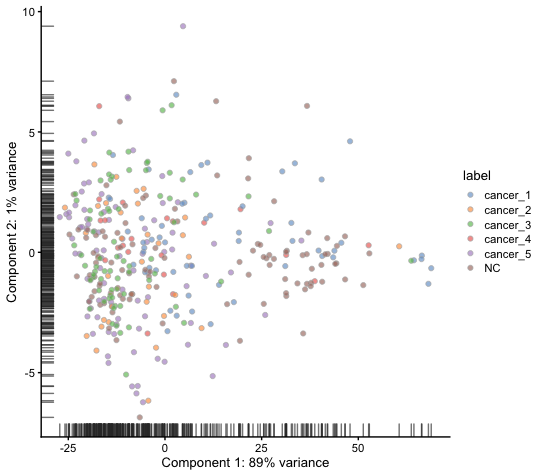 10
5
0
-5
Component 2: 1% variance
-25
0
25
50
Component 1: 89% variance
label
cancer_1
cancer_2
cancer_3
cancer_4
cancer_5
NC